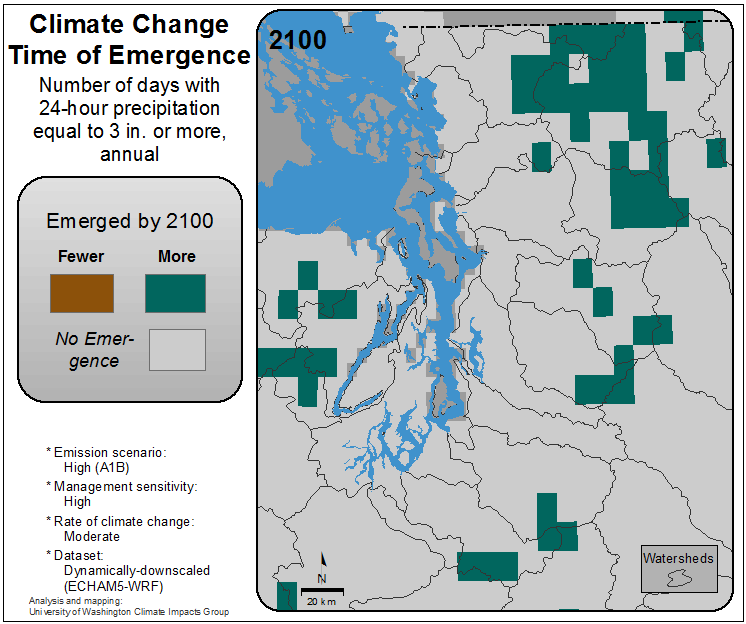 Climate Change
Time of Emergence
Number of days with
24-hour precipitation
equal to 3 in. or more,
annual
Emerged by 2100
Fewer
More
No Emer-
gence
* Emission scenario:
High (A1B)
* Management sensitivity:
High
* Rate of climate change:
Moderate
* Dataset:
Dynamically-downscaled
(ECHAM5-WRF)
Analysis and mapping:
University of Washington Climate Impacts Group
2100
N
20 km
Watersheds